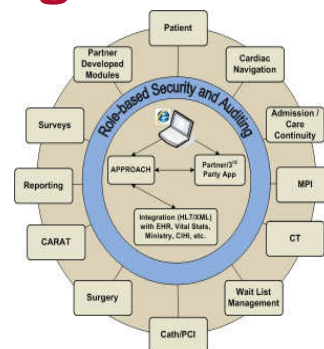 Patient
Partner
Developed
Modules
Cardiac
Navigation
Role-based Security and Auditing
Surveys
Admission /
Care
Continuity
APPROACH
Partner/3rd
Party App
Reporting
MPI
Integration (HL7/XML)
with EHR, Vital Stats,
Ministry, CIHI, etc.
CARAT
CT
Surgery
Wait List
Management
Cath/PCI